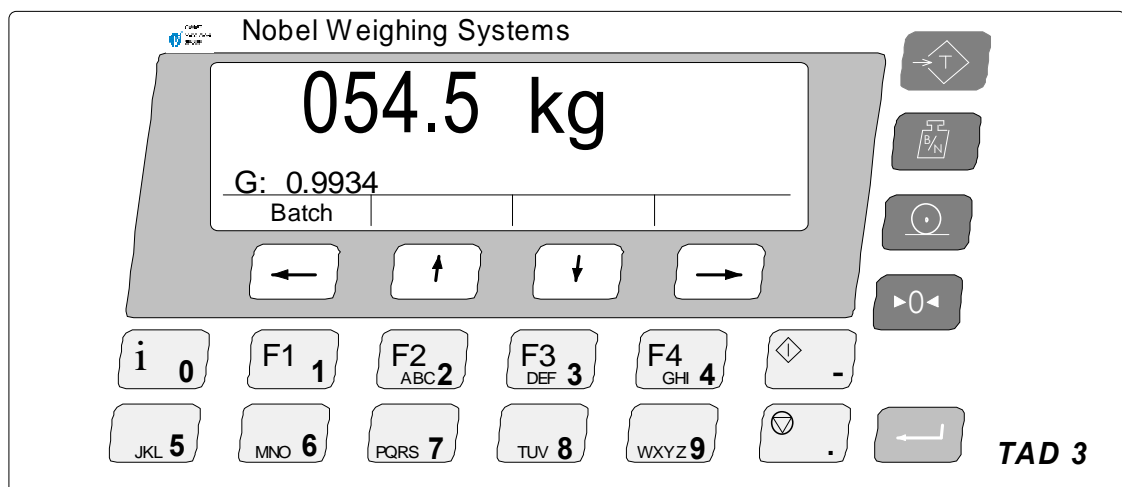 Nobel Weighing Systems
054.5 kg
G: 0.9934
Batch
T
B/N
0
i 0 F1 1 F2 ABC 2 F3 DEF 3 F4 GHI 4 -
JKL 5 MNO 6 PQRS 7 TUV 8 WXYZ 9 .
TAD 3